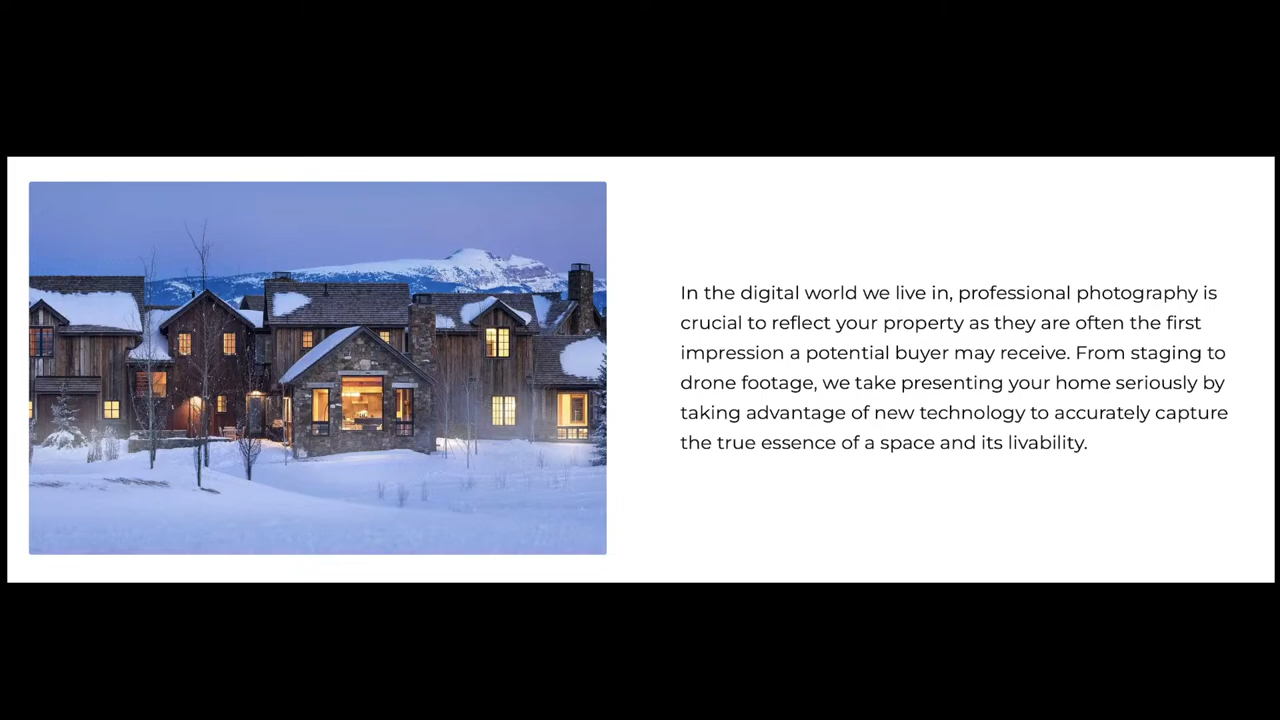 In the digital world we live in, professional photography is
crucial to reflect your property as they are often the first
impression a potential buyer may receive. From staging to
drone footage, we take presenting your home seriously by
taking advantage of new technology to accurately capture
the true essence of a space and its livability.